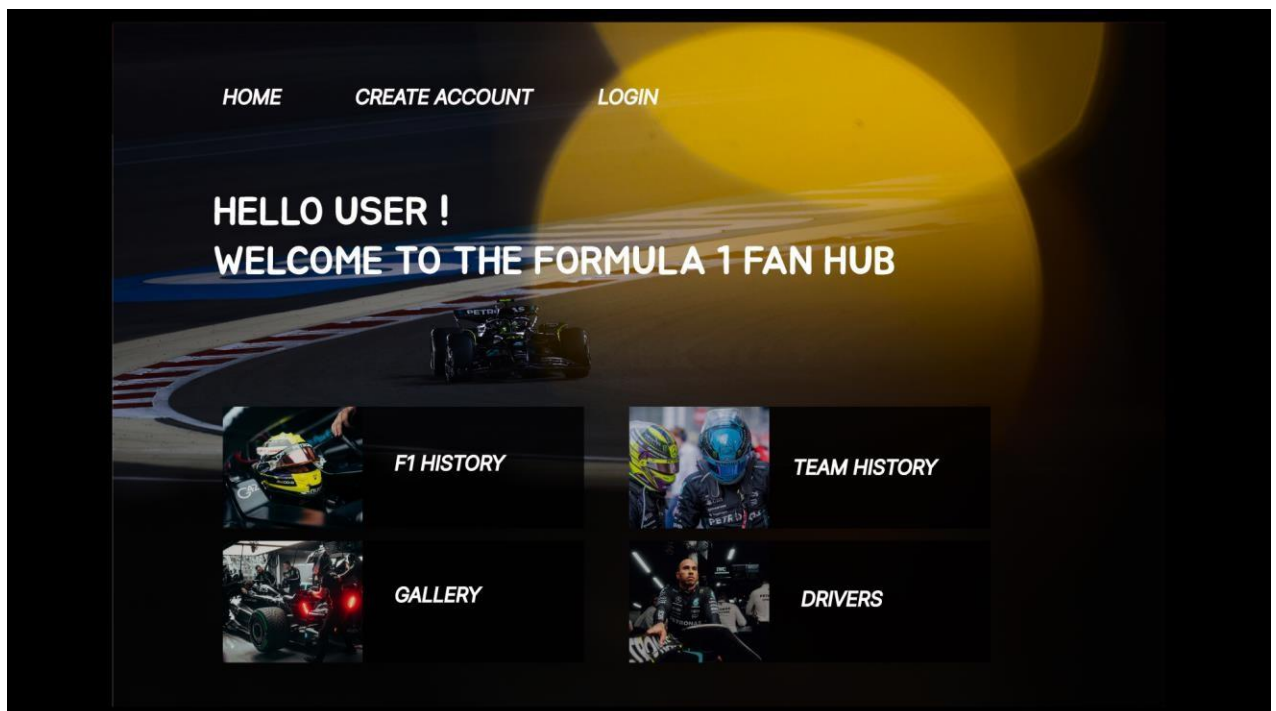 HOME CREATE ACCOUNT LOGIN
HELLO USER !
WELCOME TO THE FORMULA 1 FAN HUB
F1 HISTORY
TEAM HISTORY
GALLERY
DRIVERS